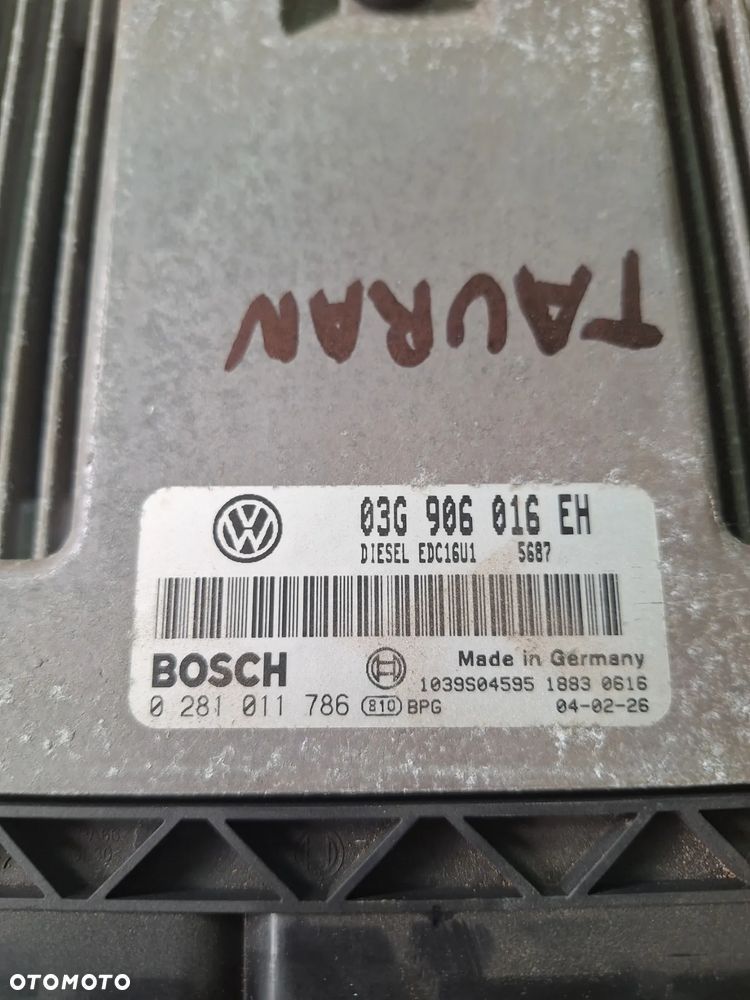 TAURAN
03G 906 016 EH
DIESEL EDC16U1 5687
BOSCH
Made in Germany
1039S04595 1883 0616
0 281 011 786 810 BPG 04-02-26
OTOMOTO